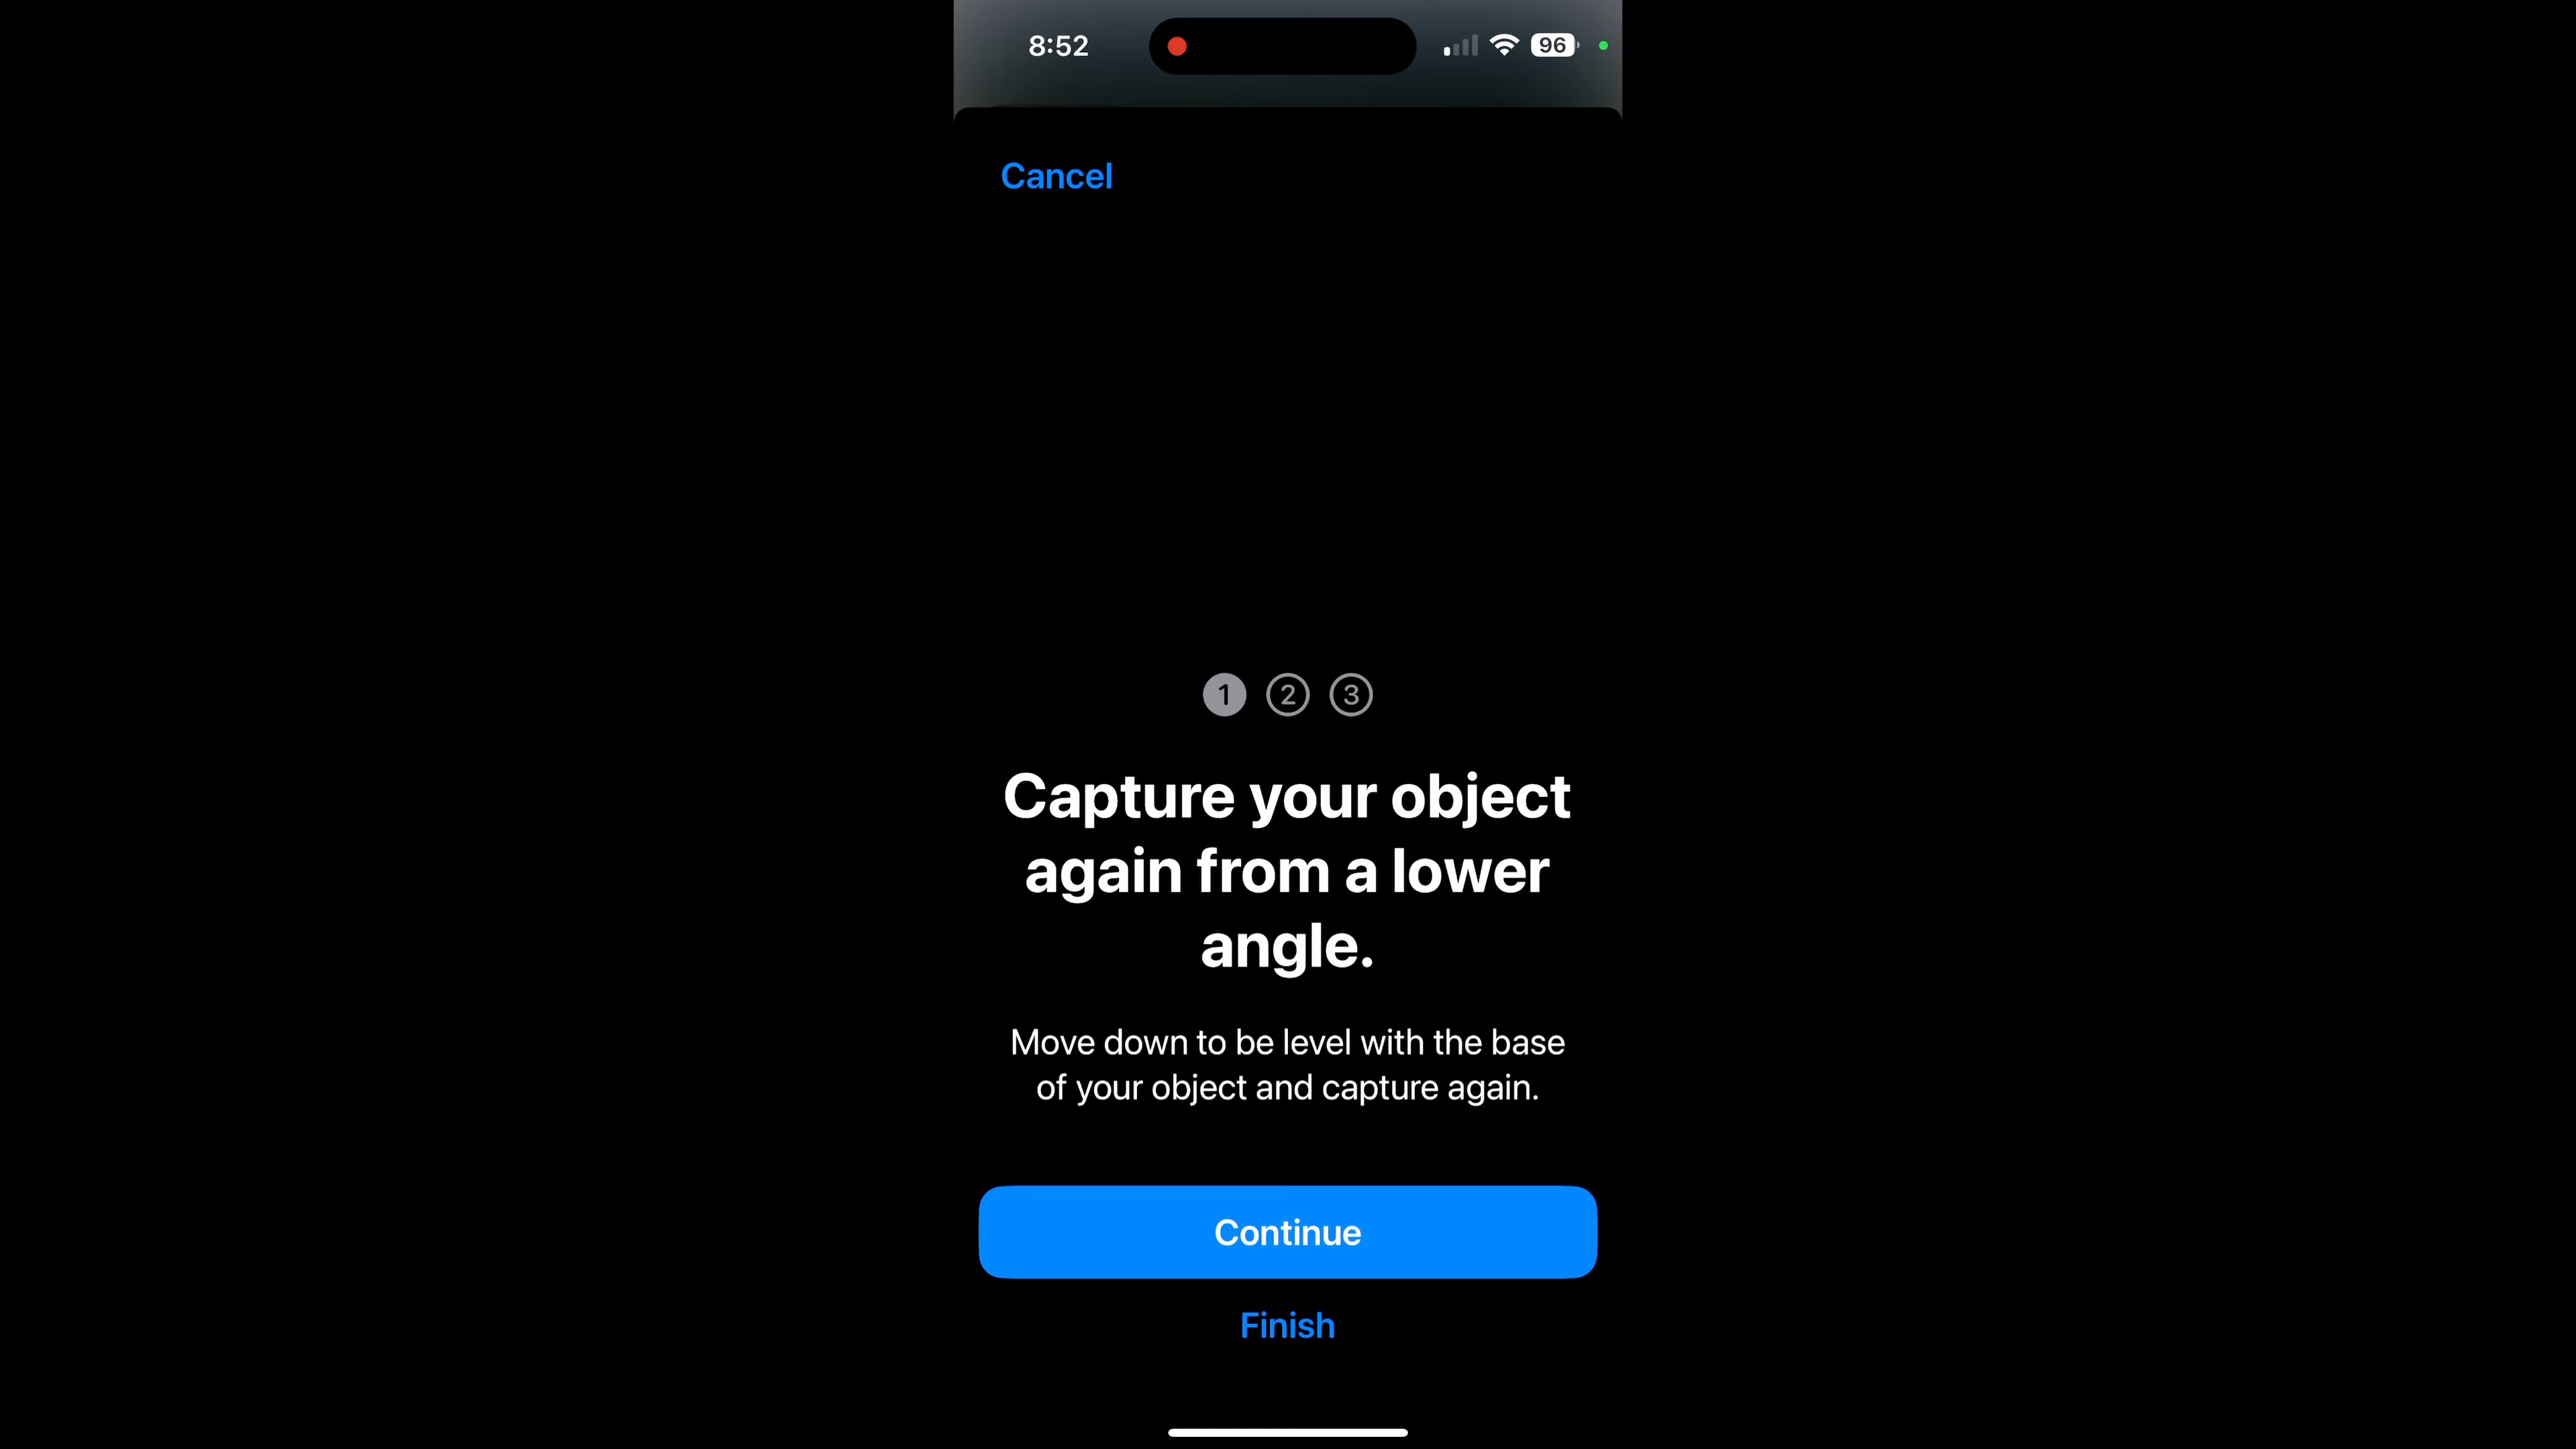 8:52
96
Cancel
1 2 3
Capture your object
again from a lower
angle.
Move down to be level with the base
of your object and capture again.
Continue
Finish